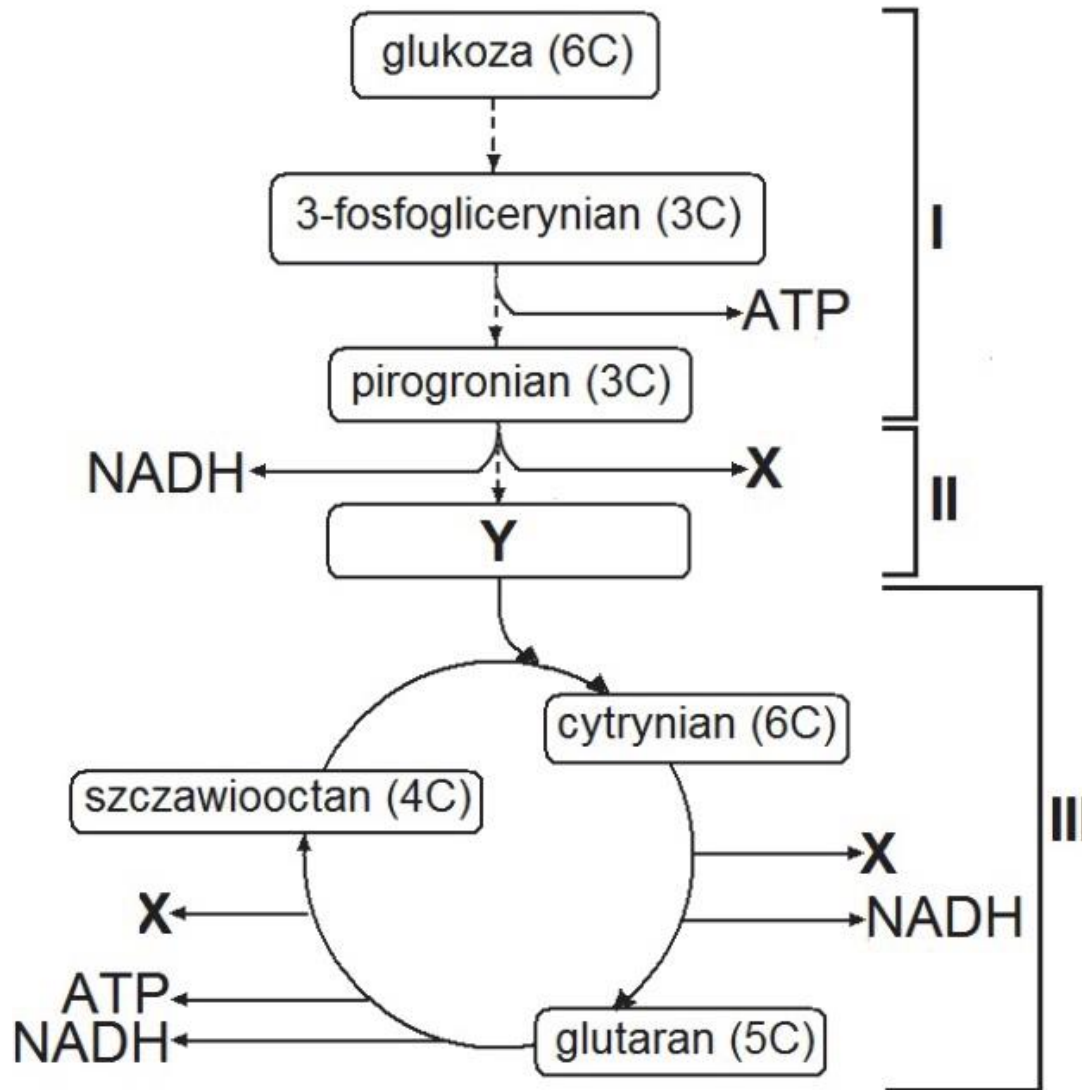 glukoza (6C)
3-fosfoglicerynian (3C)
I
ATP
pirogronian (3C)
NADH
X
II
Y
cytrynian (6C)
szczawiooctan (4C)
III
X
X
NADH
ATP
NADH
glutaran (5C)